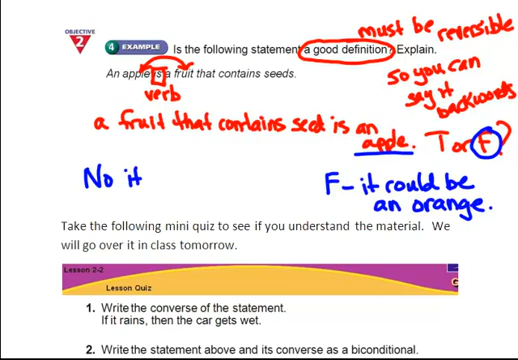 OBJECTIVE
2
4 EXAMPLE Is the following statement a good definition? Explain.
must be reversible
so you can
say it
backwards
An apple is a fruit that contains seeds.
verb
a fruit that contains seed is an
apple. T or F?
No it
F- it could be
an orange.
Take the following mini quiz to see if you understand the material. We
will go over it in class tomorrow.
Lesson 2-2
Lesson Quiz
1. Write the converse of the statement.
If it rains, then the car gets wet.
2. Write the statement above and its converse as a biconditional.